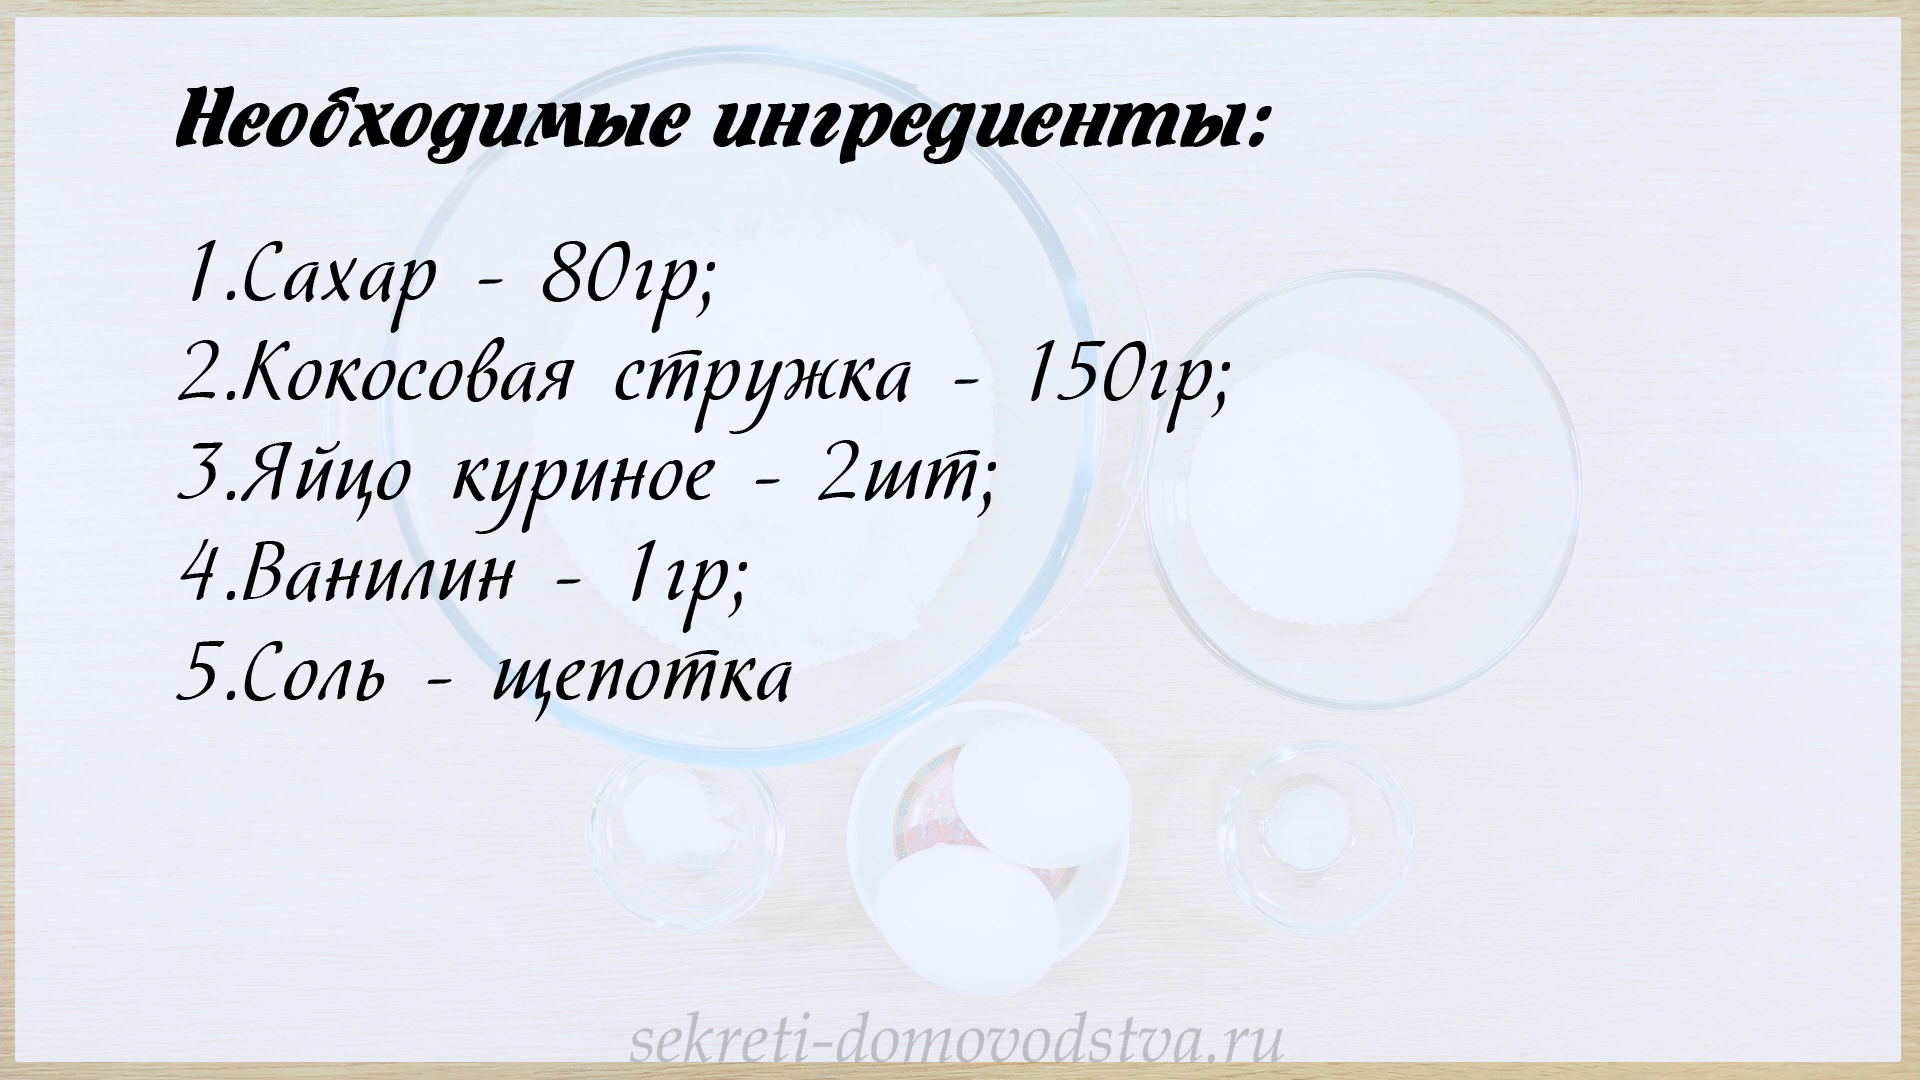 Необходимые ингредиенты:
1.Сахар - 80гр;
2.Кокосовая стружка - 150гр;
3.Яйцо куриное - 2шт;
4.Ванилин - 1гр;
5.Соль - щепотка
sekreti-domovodstva.ru